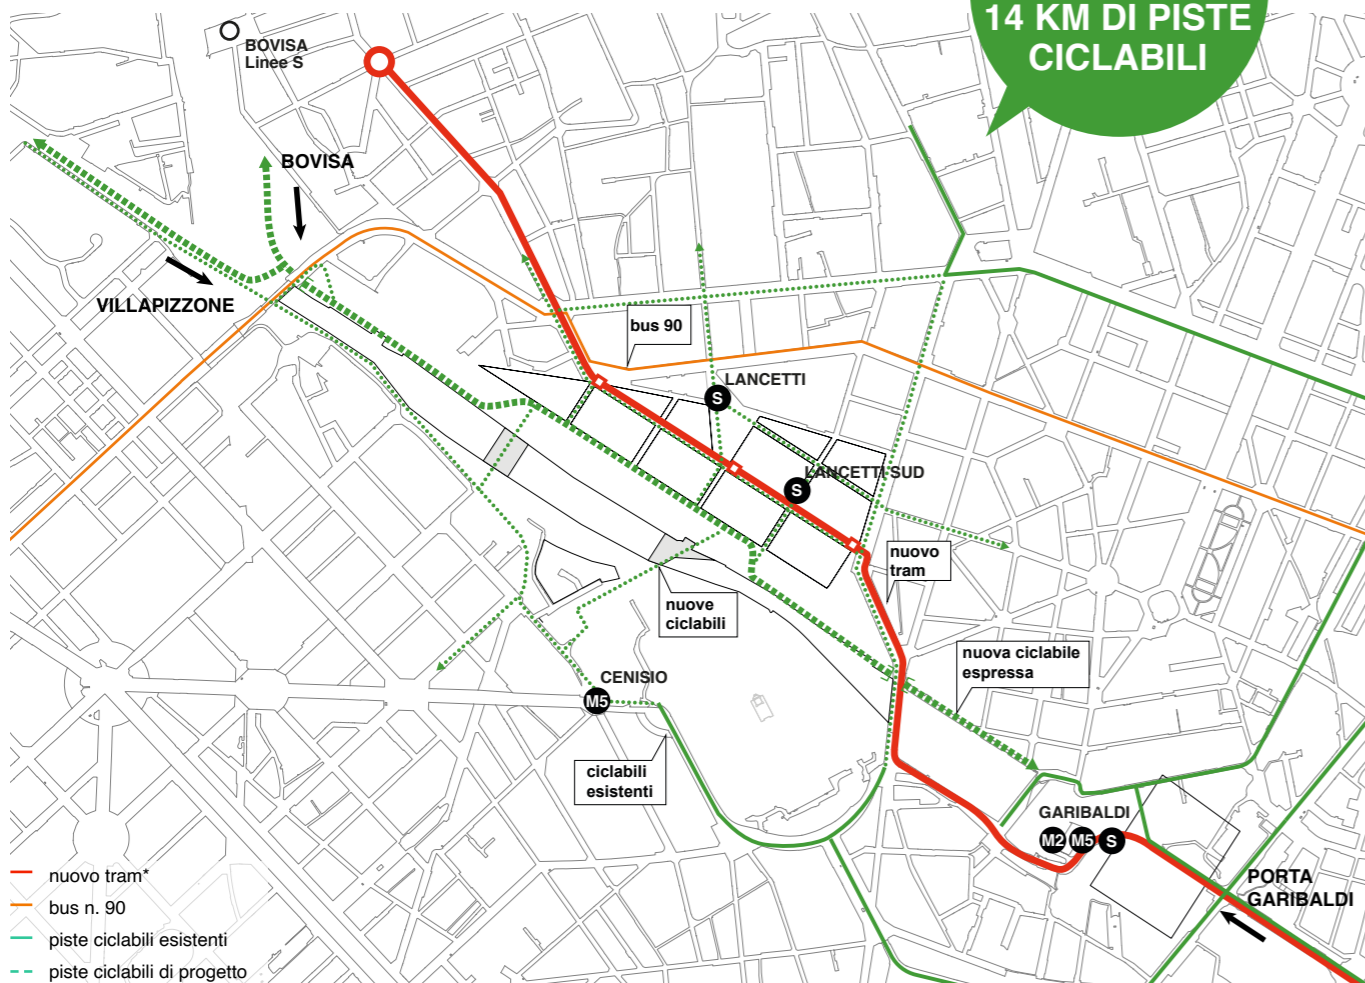 14 KM DI PISTE
CICLABILI
BOVISA
Linee S
BOVISA
VILLAPIZZONE
bus 90
LANCETTI
S
LANCETTI SUD
S
nuovo
tram
nuove
ciclabili
nuova ciclabile
espressa
CENISIO
M5
ciclabili
esistenti
GARIBALDI
M2 M5 S
PORTA
GARIBALDI
nuovo tram*
bus n. 90
piste ciclabili esistenti
piste ciclabili di progetto